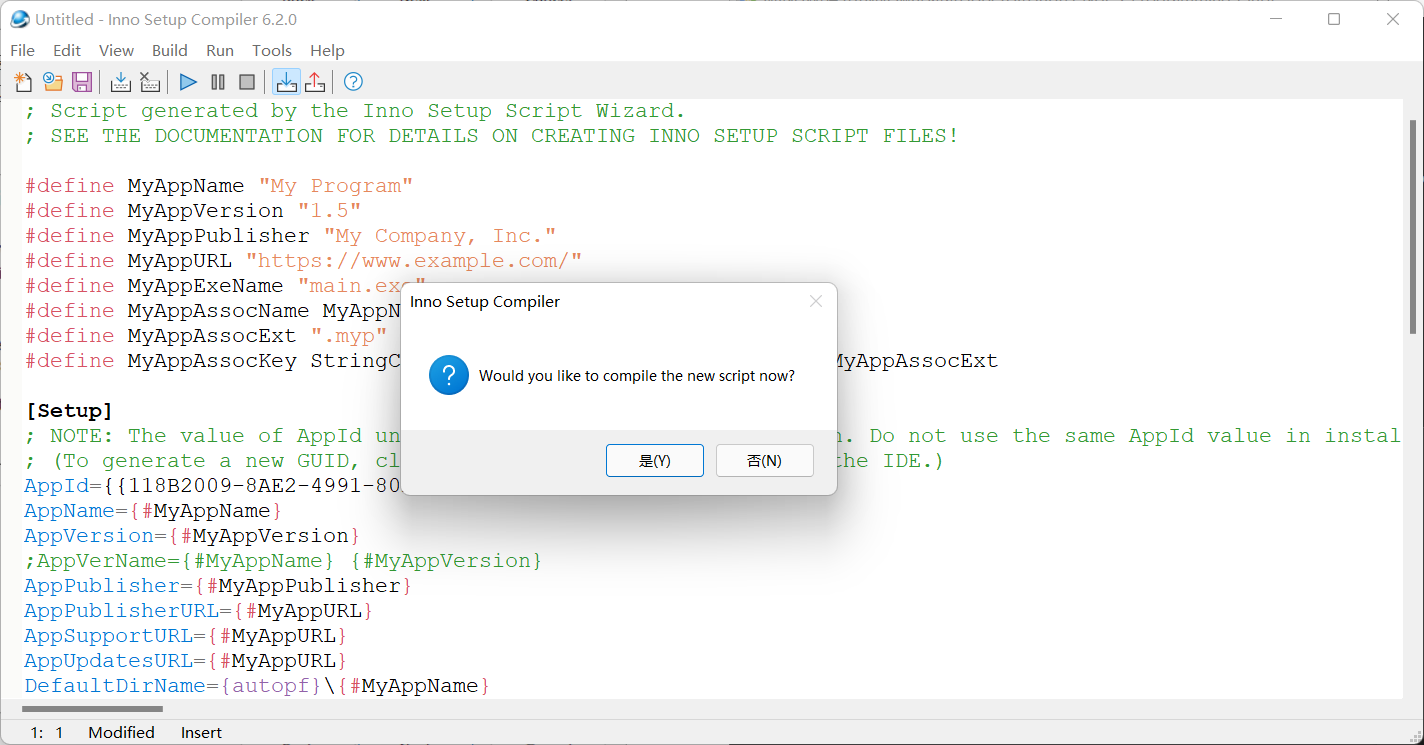 Untitled - Inno Setup Compiler 6.2.0
File Edit View Build Run Tools Help
; Script generated by the Inno Setup Script Wizard.
; SEE THE DOCUMENTATION FOR DETAILS ON CREATING INNO SETUP SCRIPT FILES!
#define MyAppName "My Program"
#define MyAppVersion "1.5"
#define MyAppPublisher "My Company, Inc."
#define MyAppURL "https://www.example.com/"
#define MyAppExeName "main.exe"
#define MyAppAssocName MyAppN
#define MyAppAssocExt ".myp"
#define MyAppAssocKey StringC MyAppAssocExt
Inno Setup Compiler
Would you like to compile the new script now?
是(Y) 否(N)
[Setup]
; NOTE: The value of AppId un . Do not use the same AppId value in instal
; (To generate a new GUID, cl the IDE.)
AppId={{118B2009-8AE2-4991-80
AppName={#MyAppName}
AppVersion={#MyAppVersion}
;AppVerName={#MyAppName} {#MyAppVersion}
AppPublisher={#MyAppPublisher}
AppPublisherURL={#MyAppURL}
AppSupportURL={#MyAppURL}
AppUpdatesURL={#MyAppURL}
DefaultDirName={autopf}\{#MyAppName}
1: 1 Modified Insert